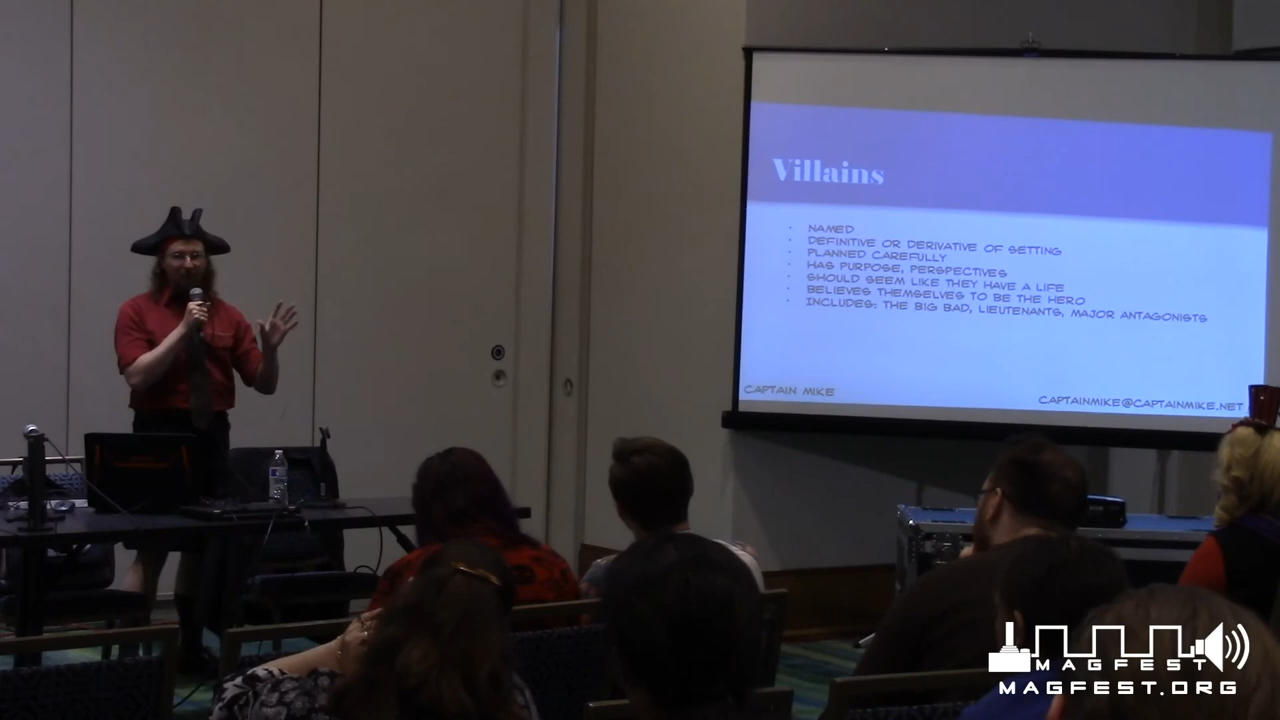 Villains
· NAMED
· DEFINITIVE OR DERIVATIVE OF SETTING
· PLANNED CAREFULLY
· HAS PURPOSE, PERSPECTIVES
· SHOULD SEEM LIKE THEY HAVE A LIFE
· BELIEVES THEMSELVES TO BE THE HERO
· INCLUDES: THE BIG BAD, LIEUTENANTS, MAJOR ANTAGONISTS
CAPTAIN MIKE
CAPTAINMIKE@CAPTAINMIKE.NET
MAGFEST
MAGFEST.ORG